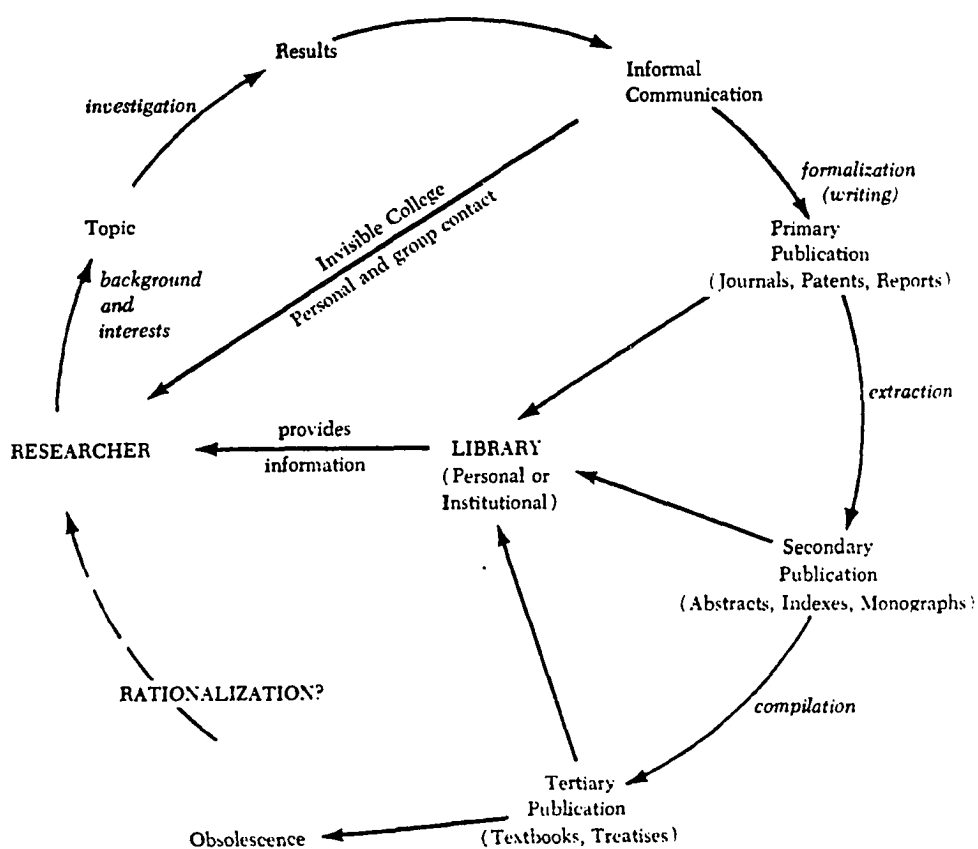 Results
Informal
Communication
investigation
formalization
(writing)
Invisible College
Personal and group contact
Topic
Primary
Publication
(Journals, Patents, Reports)
background
and
interests
extraction
RESEARCHER
provides
information
LIBRARY
(Personal or
Institutional)
Secondary
Publication
(Abstracts, Indexes, Monographs)
RATIONALIZATION?
compilation
Tertiary
Publication
(Textbooks, Treatises)
Obsolescence